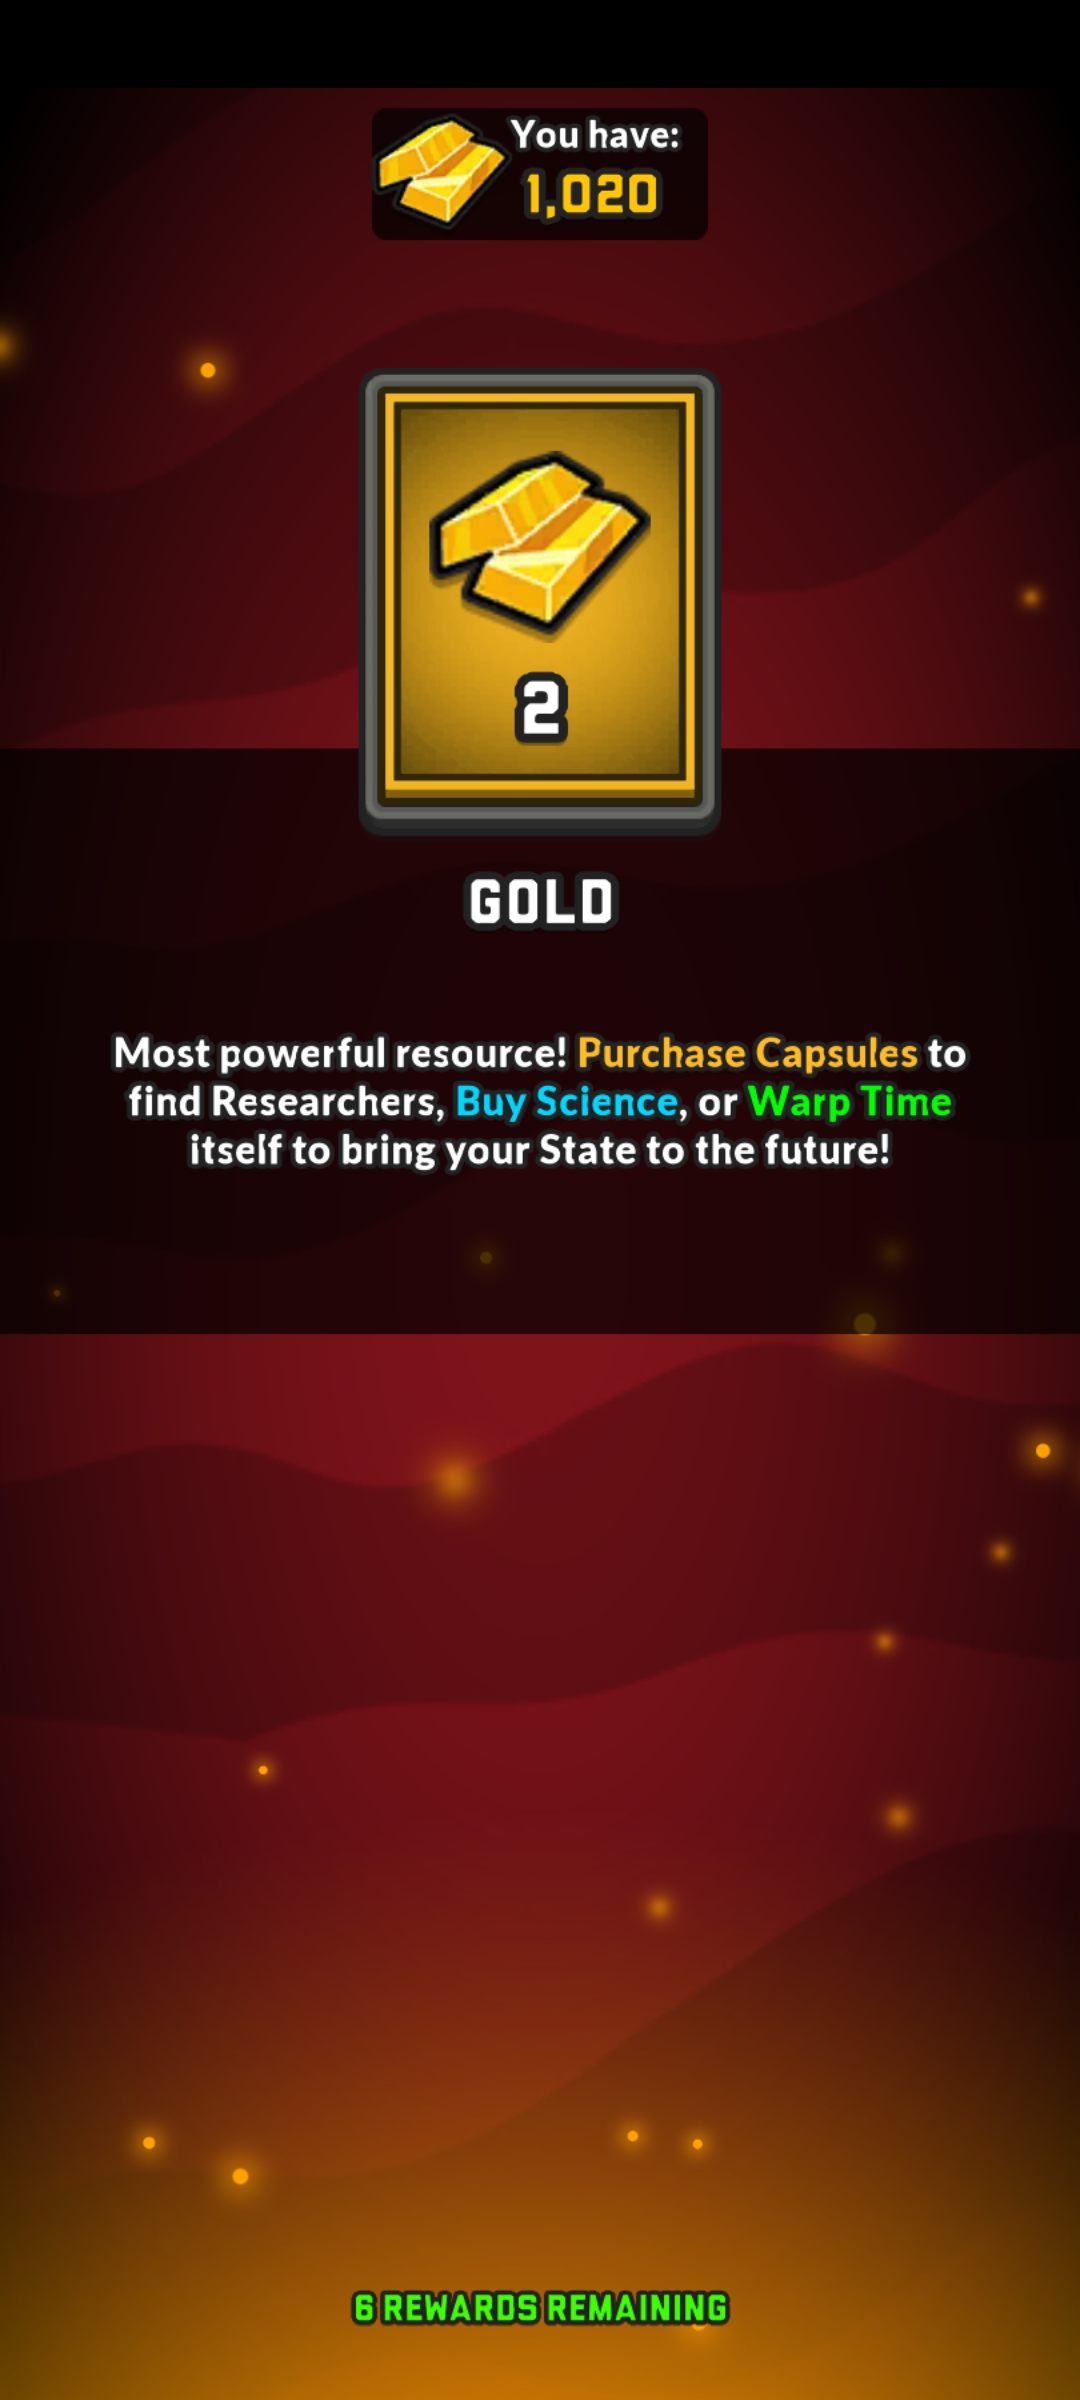 You have:
1,020
2
GOLD
Most powerful resource! Purchase Capsules to
find Researchers, Buy Science, or Warp Time
itself to bring your State to the future!
6 REWARDS REMAINING